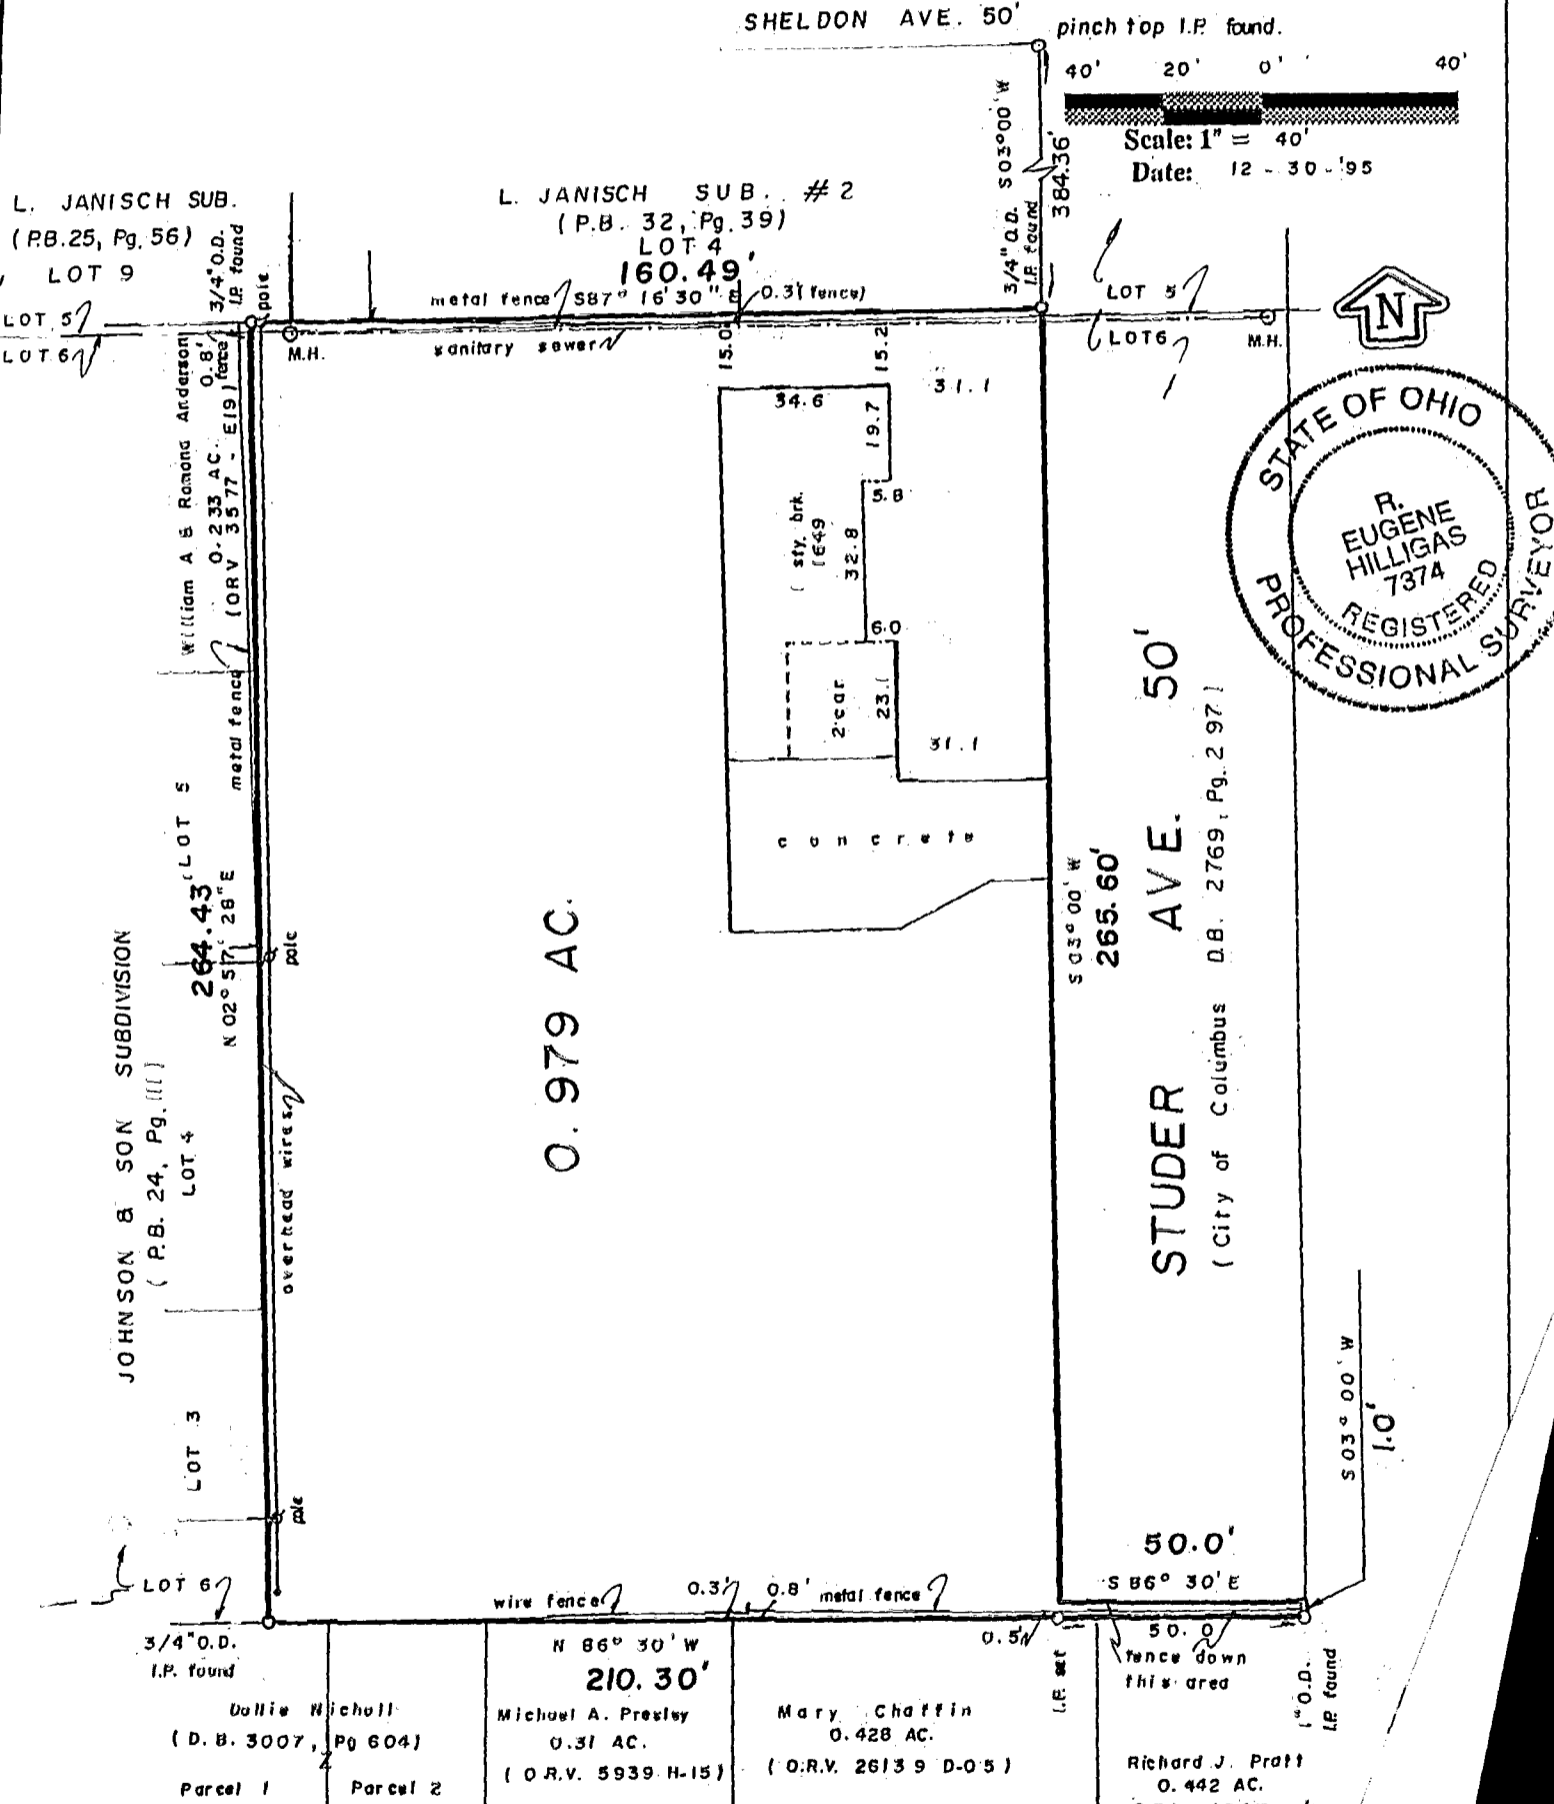 SHELDON AVE. 50'
pinch top I.P. found.
40' 20' 0' 40'
Scale: 1" = 40'
Date: 12 - 30 - '95
S03°00'W
384.36'
3/4" O.D.
I.P. found
L. JANISCH SUB.
(P.B.25, Pg. 56)
LOT 9
3/4" O.D.
I.P. found
pole
L. JANISCH SUB. #2
(P.B. 32, Pg. 39)
LOT 4
160.49'
metal fence
S87° 16' 30" E
0.3' (fence)
LOT 5
LOT 6
M.H.
sanitary sewer
LOT 5
LOT 6
M.H.
N
STATE OF OHIO
R.
EUGENE
HILLIGAS
7374
REGISTERED
PROFESSIONAL SURVEYOR
William A & Ramona Anderson
0.233 AC.
(ORV 3577 - E19)
0.8'
fence
metal fence
15.0
15.2
34.6
31.1
19.7
5.8
sty. brk.
1649
32.8
6.0
2 car
23.1
31.1
concrete
0.979 AC.
LOT 5
264.43'
N 02° 57' 28" E
pole
JOHNSON & SON SUBDIVISION
(P.B. 24, Pg. 111)
LOT 4
overhead wires
LOT 3
pole
LOT 6
S 03° 00' W
265.60'
STUDER AVE. 50'
(City of Columbus D.B. 2769, Pg. 297)
S 03° 00' W
1.0'
50.0'
S 86° 30' E
wire fence
0.3'
0.8'
metal fence
0.5'
50.0
fence down
this area
3/4" O.D.
I.P. found
N 86° 30' W
210.30'
I.P. set
1" O.D.
I.P. found
Dollie Nicholl
(D.B. 3007, Pg 604)
Parcel 1
Parcel 2
Michael A. Presley
0.31 AC.
(O.R.V. 5939 H-15)
Mary Chaffin
0.428 AC.
(O.R.V. 26139 D-05)
Richard J. Pratt
0.442 AC.